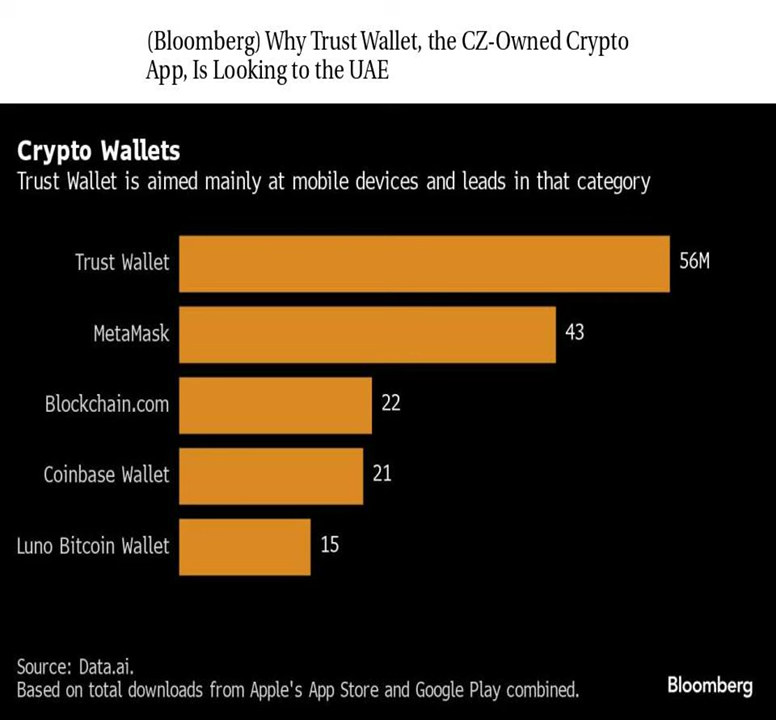 (Bloomberg) Why Trust Wallet, the CZ-Owned Crypto
App, Is Looking to the UAE
Crypto Wallets
Trust Wallet is aimed mainly at mobile devices and leads in that category
Trust Wallet 56M
MetaMask 43
Blockchain.com 22
Coinbase Wallet 21
Luno Bitcoin Wallet 15
Source: Data.ai.
Based on total downloads from Apple's App Store and Google Play combined.
Bloomberg